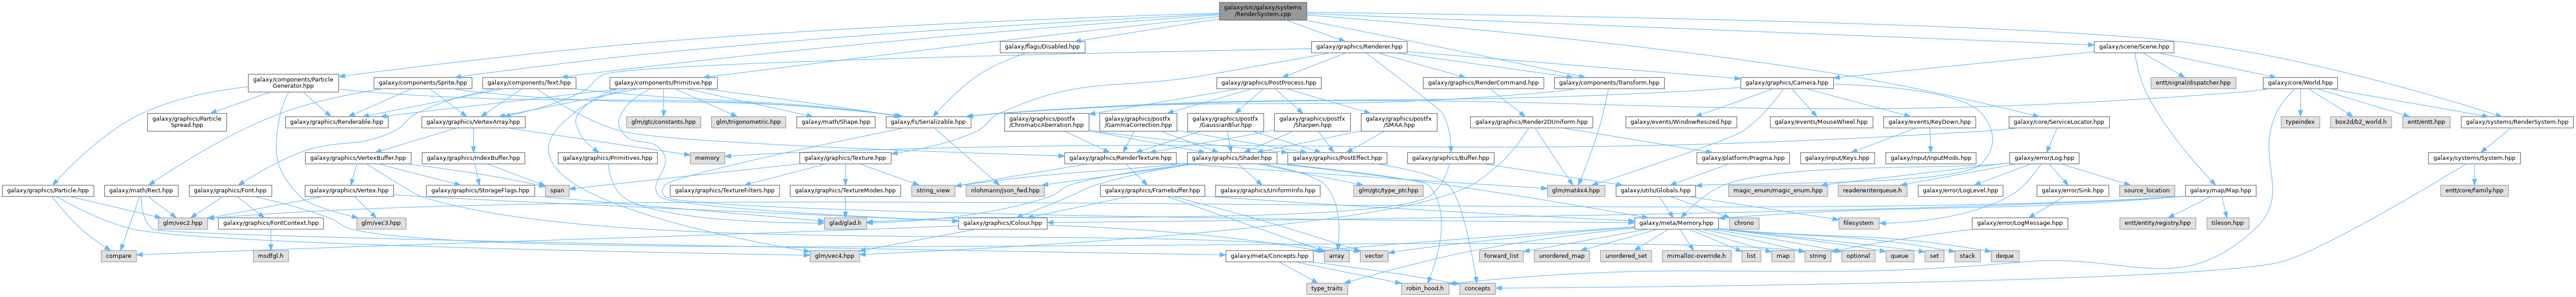 galaxy/src/galaxy/systems
/RenderSystem.cpp
galaxy/flags/Disabled.hpp
galaxy/graphics/Renderer.hpp
galaxy/scene/Scene.hpp
galaxy/components/Particle
Generator.hpp
galaxy/components/Sprite.hpp
galaxy/components/Text.hpp
galaxy/components/Primitive.hpp
galaxy/graphics/PostProcess.hpp
galaxy/graphics/RenderCommand.hpp
galaxy/components/Transform.hpp
galaxy/graphics/Camera.hpp
entt/signal/dispatcher.hpp
galaxy/core/World.hpp
galaxy/graphics/Particle
Spread.hpp
galaxy/graphics/Renderable.hpp
galaxy/graphics/VertexArray.hpp
glm/gtc/constants.hpp
glm/trigonometric.hpp
galaxy/math/Shape.hpp
galaxy/fs/Serializable.hpp
galaxy/graphics/postfx
/ChromaticAberration.hpp
galaxy/graphics/postfx
/GammaCorrection.hpp
galaxy/graphics/postfx
/GaussianBlur.hpp
galaxy/graphics/postfx
/Sharpen.hpp
galaxy/graphics/postfx
/SMAA.hpp
galaxy/graphics/Render2DUniform.hpp
galaxy/events/WindowResized.hpp
galaxy/events/MouseWheel.hpp
galaxy/events/KeyDown.hpp
galaxy/core/ServiceLocator.hpp
typeindex
box2d/b2_world.h
entt/entt.hpp
galaxy/systems/RenderSystem.hpp
galaxy/graphics/VertexBuffer.hpp
galaxy/graphics/IndexBuffer.hpp
galaxy/graphics/Primitives.hpp
memory
galaxy/graphics/Texture.hpp
galaxy/graphics/RenderTexture.hpp
galaxy/graphics/Shader.hpp
galaxy/graphics/PostEffect.hpp
galaxy/graphics/Buffer.hpp
galaxy/platform/Pragma.hpp
galaxy/input/Keys.hpp
galaxy/input/InputMods.hpp
galaxy/error/Log.hpp
galaxy/systems/System.hpp
galaxy/graphics/Particle.hpp
galaxy/math/Rect.hpp
galaxy/graphics/Font.hpp
galaxy/graphics/Vertex.hpp
galaxy/graphics/StorageFlags.hpp
span
galaxy/graphics/TextureFilters.hpp
galaxy/graphics/TextureModes.hpp
string_view
nlohmann/json_fwd.hpp
galaxy/graphics/Framebuffer.hpp
galaxy/graphics/UniformInfo.hpp
glm/gtc/type_ptr.hpp
glm/mat4x4.hpp
galaxy/utils/Globals.hpp
magic_enum/magic_enum.hpp
readerwriterqueue.h
galaxy/error/LogLevel.hpp
galaxy/error/Sink.hpp
source_location
galaxy/map/Map.hpp
entt/core/family.hpp
glm/vec2.hpp
galaxy/graphics/FontContext.hpp
glm/vec3.hpp
glad/glad.h
galaxy/graphics/Colour.hpp
galaxy/meta/Memory.hpp
chrono
filesystem
galaxy/error/LogMessage.hpp
entt/entity/registry.hpp
tileson.hpp
compare
msdfgl.h
glm/vec4.hpp
galaxy/meta/Concepts.hpp
array
vector
forward_list
unordered_map
unordered_set
mimalloc-override.h
list
map
string
optional
queue
set
stack
deque
type_traits
robin_hood.h
concepts